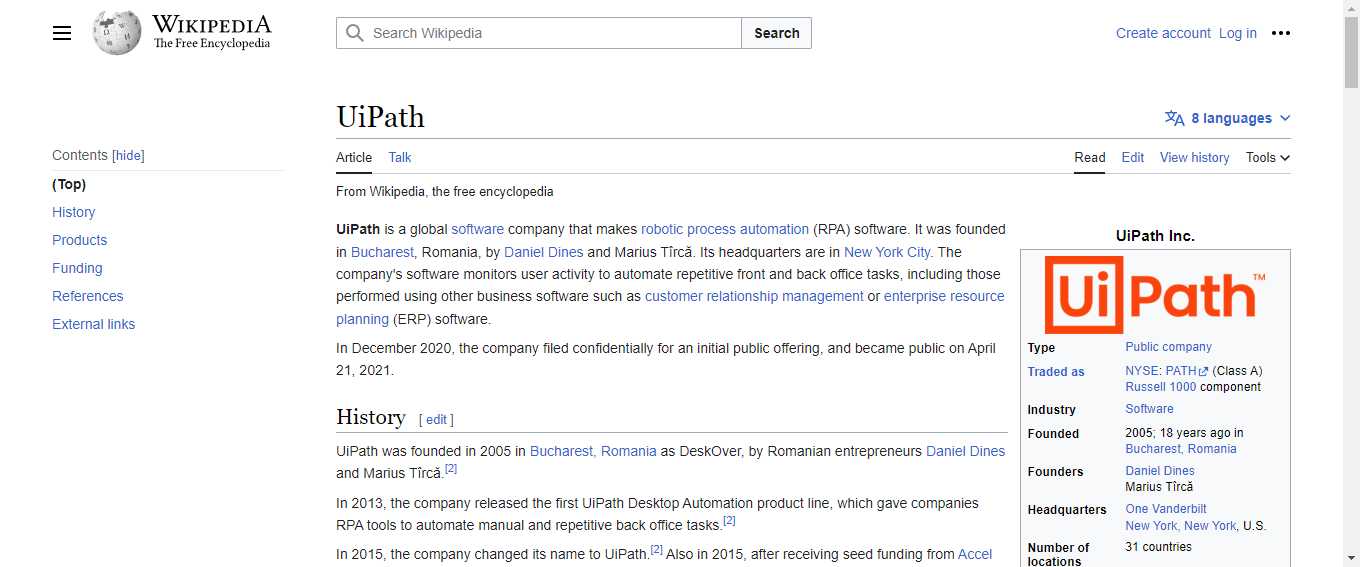 WIKIPEDIA
The Free Encyclopedia
Search Wikipedia
Search
Create account Log in
UiPath
8 languages
Contents [hide]
(Top)
History
Products
Funding
References
External links
Article Talk
Read Edit View history Tools
From Wikipedia, the free encyclopedia
UiPath is a global software company that makes robotic process automation (RPA) software. It was founded
in Bucharest, Romania, by Daniel Dines and Marius Tîrcă. Its headquarters are in New York City. The
company's software monitors user activity to automate repetitive front and back office tasks, including those
performed using other business software such as customer relationship management or enterprise resource
planning (ERP) software.
In December 2020, the company filed confidentially for an initial public offering, and became public on April
21, 2021.
History [ edit ]
UiPath was founded in 2005 in Bucharest, Romania as DeskOver, by Romanian entrepreneurs Daniel Dines
and Marius Tîrcă.[2]
In 2013, the company released the first UiPath Desktop Automation product line, which gave companies
RPA tools to automate manual and repetitive back office tasks.[2]
In 2015, the company changed its name to UiPath.[2] Also in 2015, after receiving seed funding from Accel
UiPath Inc.
UiPath™
Type Public company
Traded as NYSE: PATH (Class A)
Russell 1000 component
Industry Software
Founded 2005; 18 years ago in
Bucharest, Romania
Founders Daniel Dines
Marius Tîrcă
Headquarters One Vanderbilt
New York, New York, U.S.
Number of 31 countries
locations